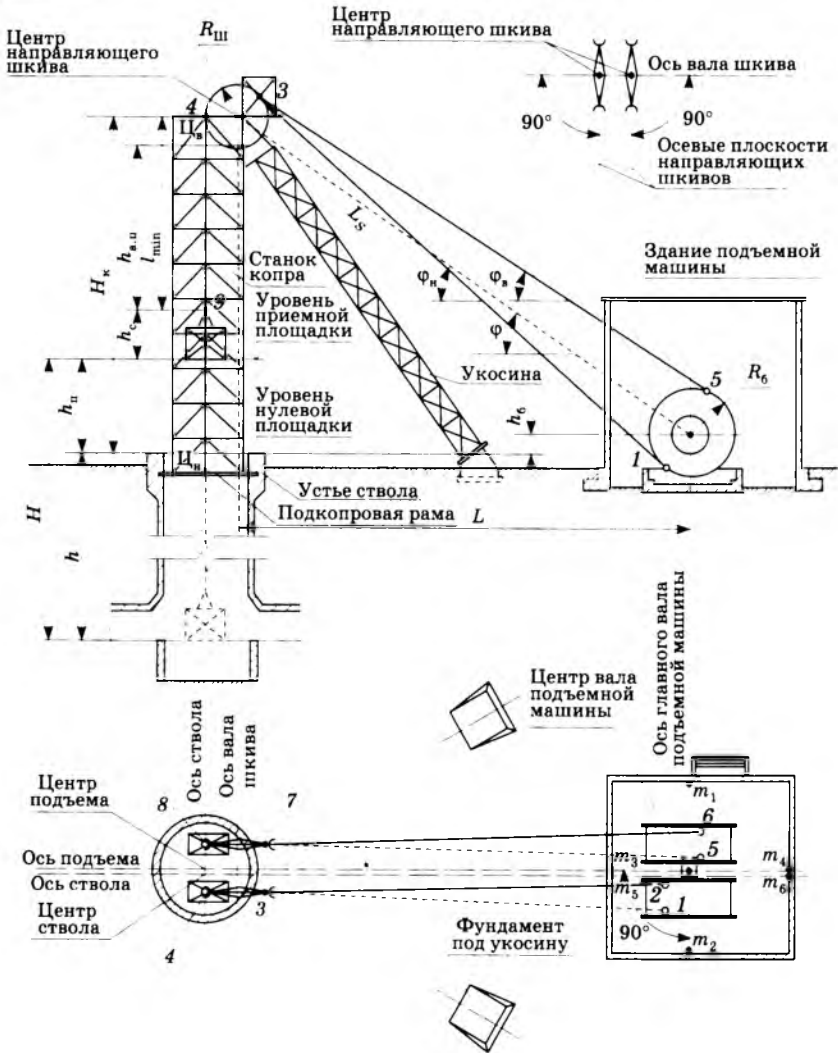 Центр
направляющего
шкива
R_Ш
3
4
Ц_в
Центр
направляющего шкива
Ось вала шкива
90°
90°
Осевые плоскости
направляющих
шкивов
L_S
H_к
h_а.п
l_min
h_с
Станок
копра
9
Уровень
приемной
площадки
φ_н
φ_в
φ
Здание подъемной
машины
5
R_б
Укосина
h_п
Уровень
нулевой
площадки
h_б
1
Ц_н
Устье ствола
Подкопровая рама
L
H
h
Ось ствола
Ось вала
шкива
Центр вала
подъемной
машины
Ось главного вала
подъемной машины
Центр
подъема
8
7
m_1
6
Ось подъема
m_3
5
m_4
Ось ствола
m_5
m_6
2
Центр
ствола
3
1
4
90°
m_2
Фундамент
под укосину